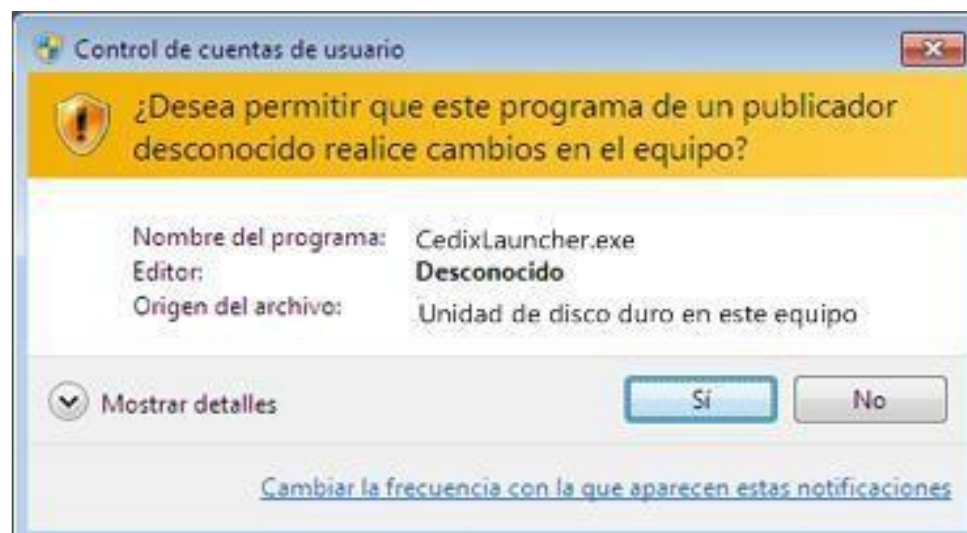 Control de cuentas de usuario
¿Desea permitir que este programa de un publicador
desconocido realice cambios en el equipo?
Nombre del programa: CedixLauncher.exe
Editor: Desconocido
Origen del archivo: Unidad de disco duro en este equipo
Mostrar detalles
Sí
No
Cambiar la frecuencia con la que aparecen estas notificaciones